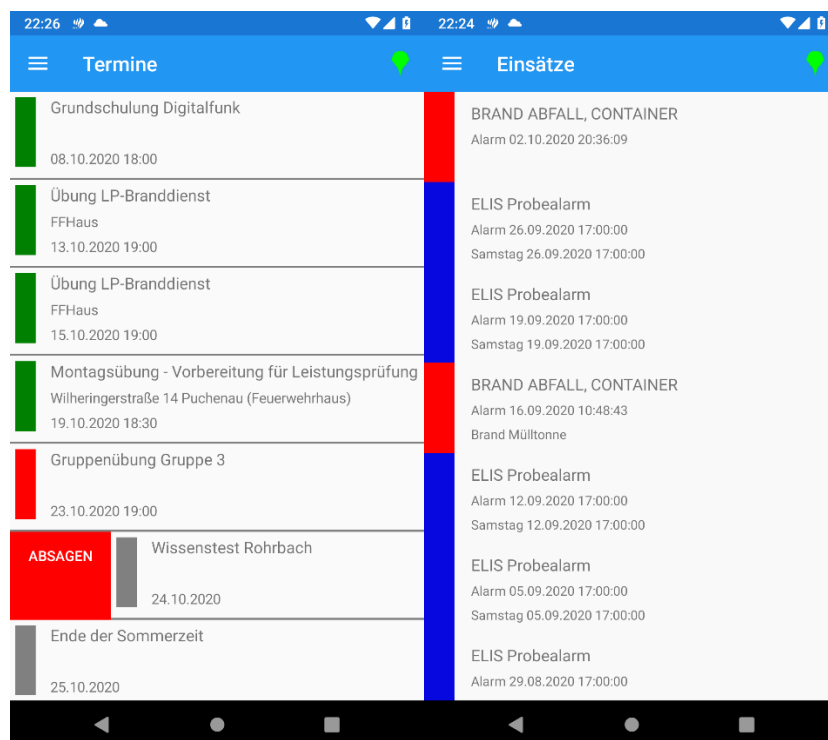 22:26
Termine
Grundschulung Digitalfunk
08.10.2020 18:00
Übung LP-Branddienst
FFHaus
13.10.2020 19:00
Übung LP-Branddienst
FFHaus
15.10.2020 19:00
Montagsübung - Vorbereitung für Leistungsprüfung
Wilheringerstraße 14 Puchenau (Feuerwehrhaus)
19.10.2020 18:30
Gruppenübung Gruppe 3
23.10.2020 19:00
ABSAGEN
Wissenstest Rohrbach
24.10.2020
Ende der Sommerzeit
25.10.2020
22:24
Einsätze
BRAND ABFALL, CONTAINER
Alarm 02.10.2020 20:36:09
ELIS Probealarm
Alarm 26.09.2020 17:00:00
Samstag 26.09.2020 17:00:00
ELIS Probealarm
Alarm 19.09.2020 17:00:00
Samstag 19.09.2020 17:00:00
BRAND ABFALL, CONTAINER
Alarm 16.09.2020 10:48:43
Brand Mülltonne
ELIS Probealarm
Alarm 12.09.2020 17:00:00
Samstag 12.09.2020 17:00:00
ELIS Probealarm
Alarm 05.09.2020 17:00:00
Samstag 05.09.2020 17:00:00
ELIS Probealarm
Alarm 29.08.2020 17:00:00